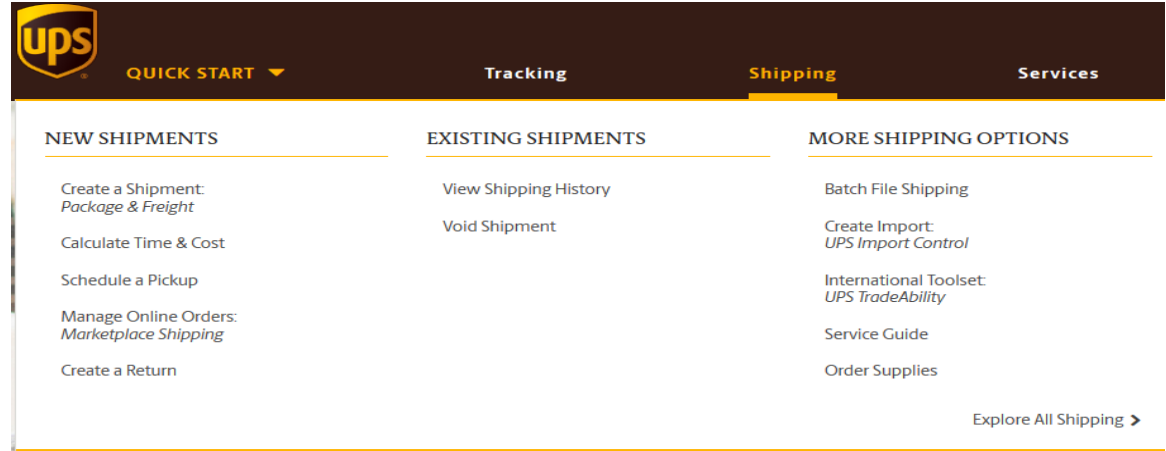 ups
QUICK START
Tracking
Shipping
Services
NEW SHIPMENTS
Create a Shipment:
Package & Freight
Calculate Time & Cost
Schedule a Pickup
Manage Online Orders:
Marketplace Shipping
Create a Return
EXISTING SHIPMENTS
View Shipping History
Void Shipment
MORE SHIPPING OPTIONS
Batch File Shipping
Create Import:
UPS Import Control
International Toolset:
UPS TradeAbility
Service Guide
Order Supplies
Explore All Shipping >